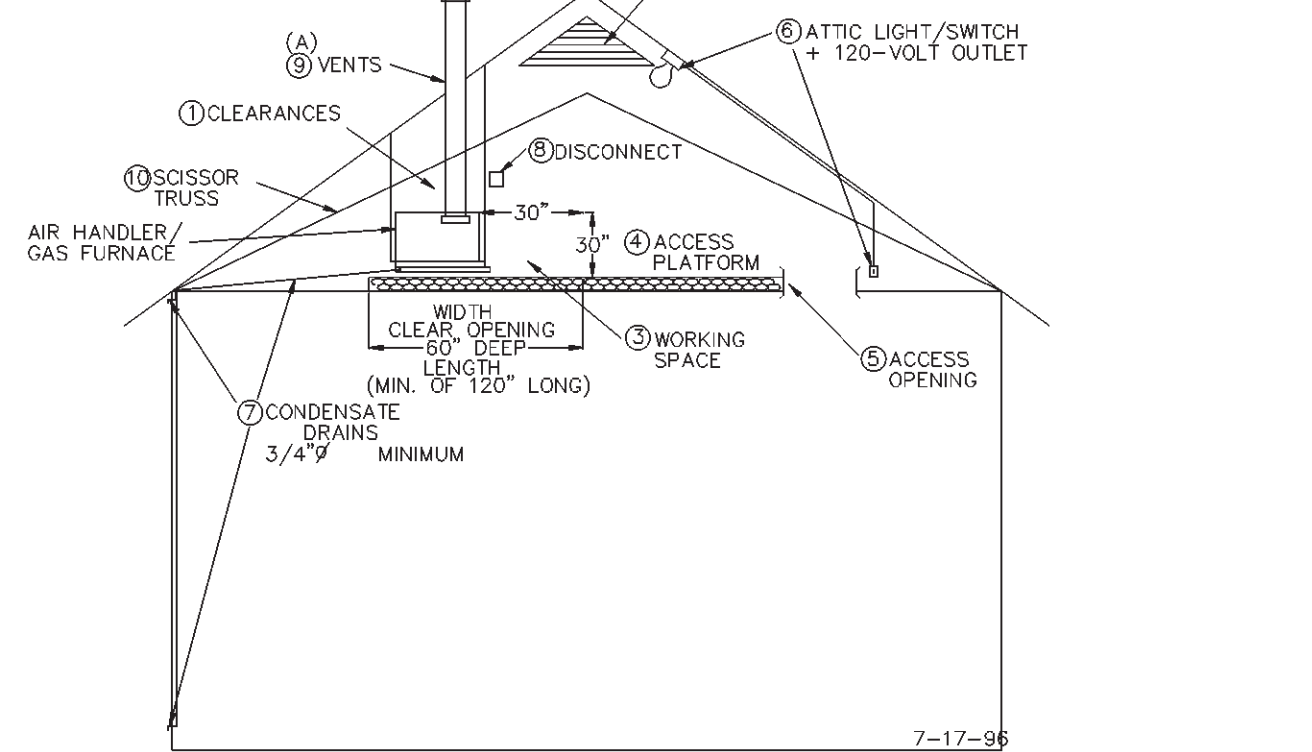 (A)
9 VENTS
6 ATTIC LIGHT/SWITCH
+ 120-VOLT OUTLET
1 CLEARANCES
8 DISCONNECT
10 SCISSOR
TRUSS
AIR HANDLER/
GAS FURNACE
30"
30"
4 ACCESS
PLATFORM
WIDTH
CLEAR OPENING
60" DEEP
LENGTH
(MIN. OF 120" LONG)
3 WORKING
SPACE
5 ACCESS
OPENING
7 CONDENSATE
DRAINS
3/4"Ø MINIMUM
7-17-96